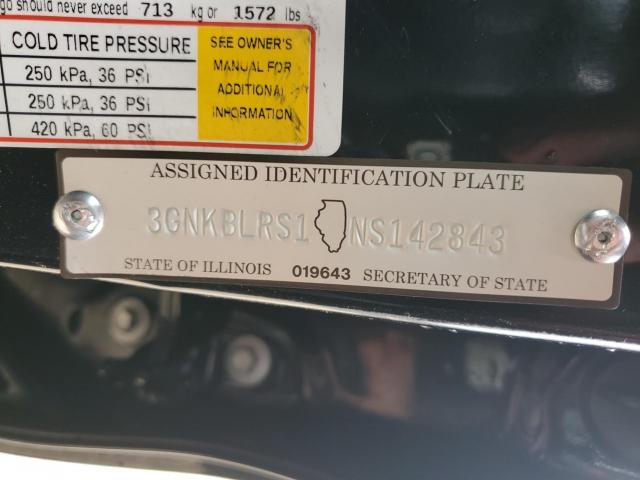 go should never exceed 713 kg or 1572 lbs
COLD TIRE PRESSURE
250 kPa, 36 PSI
250 kPa, 36 PSI
420 kPa, 60 PSI
SEE OWNER'S
MANUAL FOR
ADDITIONAL
INFORMATION
ASSIGNED IDENTIFICATION PLATE
3GNKBLRS1 NS142843
STATE OF ILLINOIS 019643 SECRETARY OF STATE